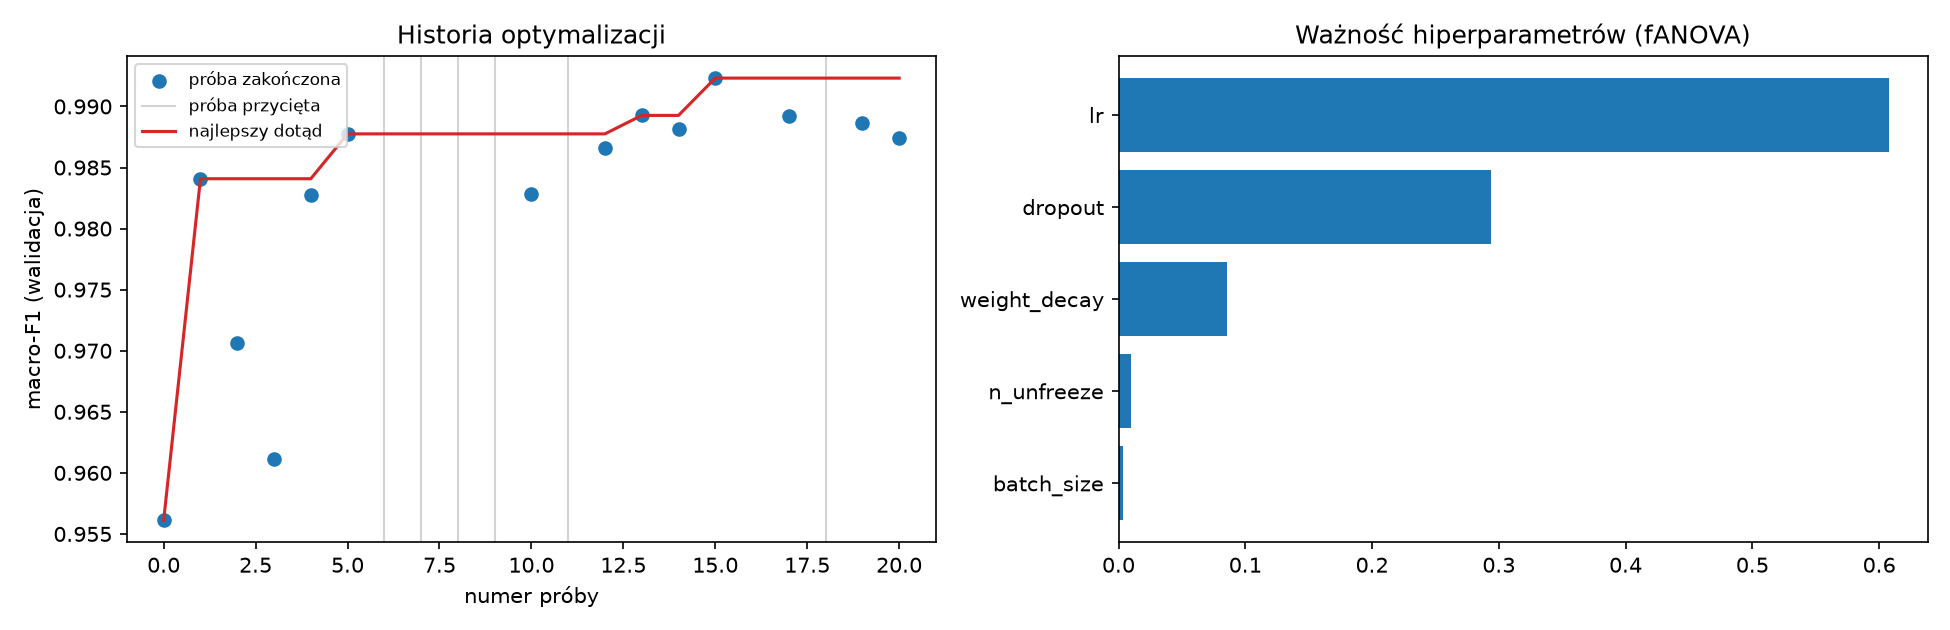 Historia optymalizacji
próba zakończona
próba przycięta
najlepszy dotąd
macro-F1 (walidacja)
0.990
0.985
0.980
0.975
0.970
0.965
0.960
0.955
0.0 2.5 5.0 7.5 10.0 12.5 15.0 17.5 20.0
numer próby
Ważność hiperparametrów (fANOVA)
lr
dropout
weight_decay
n_unfreeze
batch_size
0.0 0.1 0.2 0.3 0.4 0.5 0.6